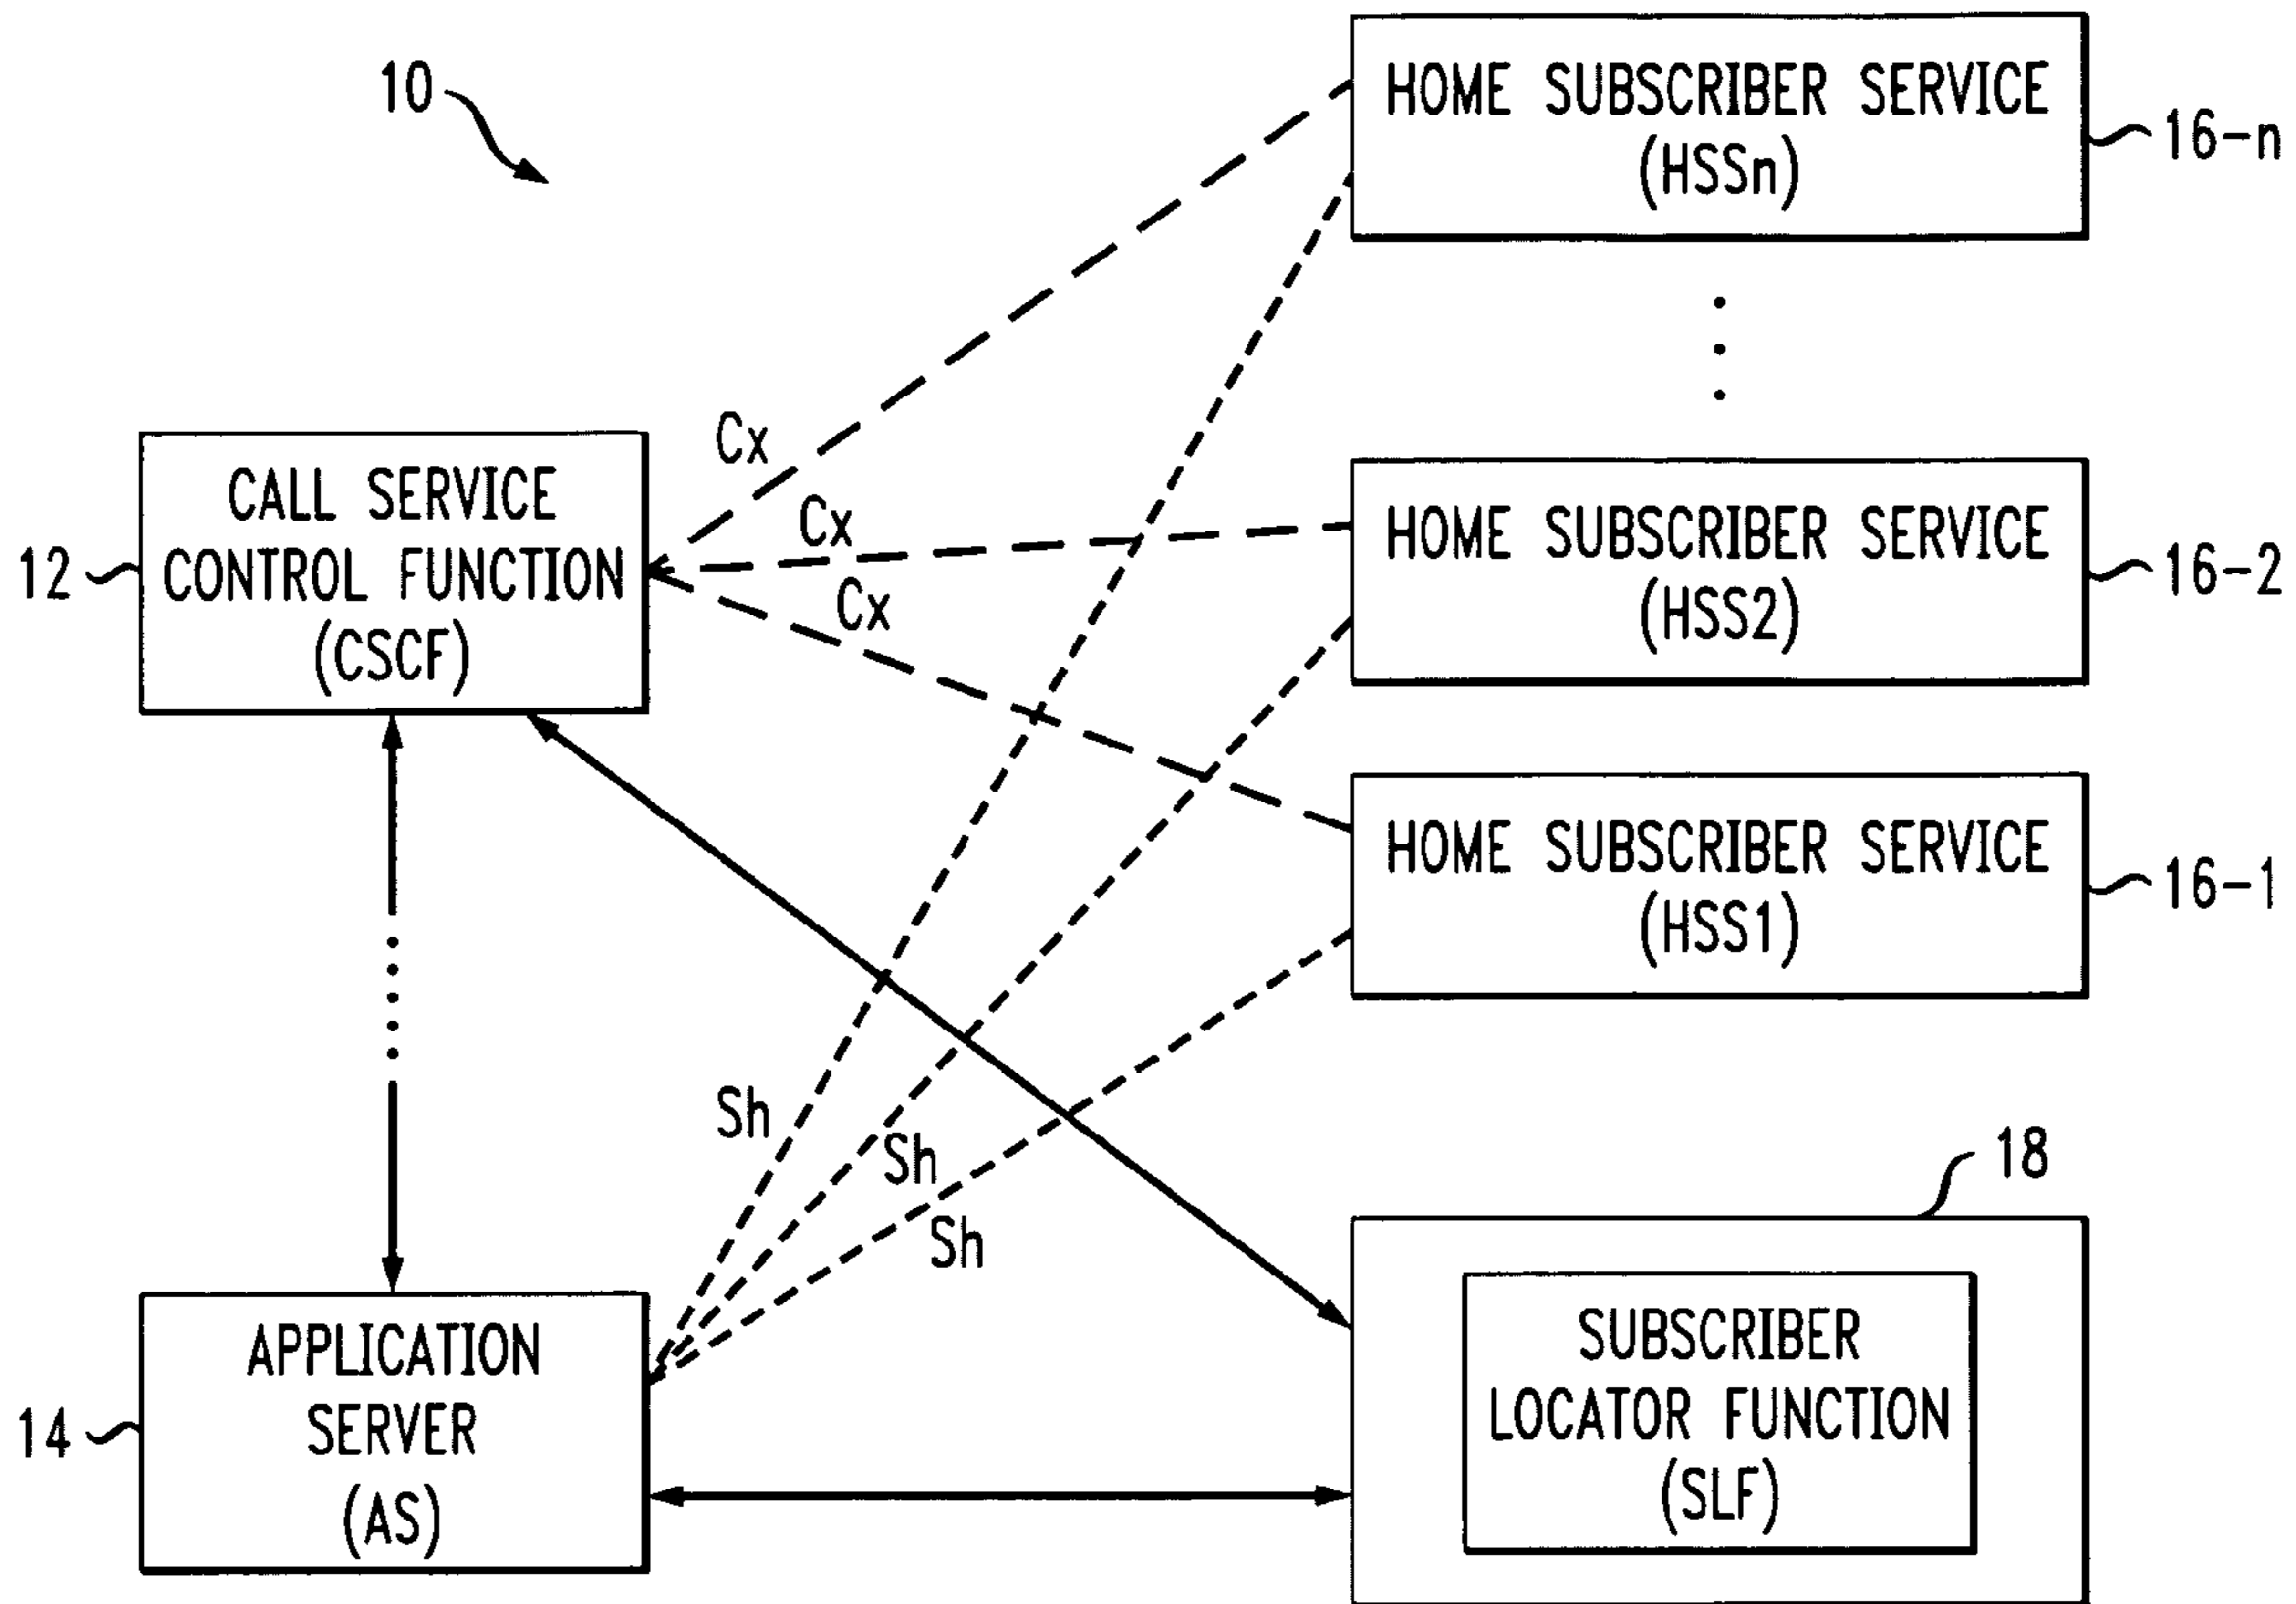 10
HOME SUBSCRIBER SERVICE
(HSSn)
16-n
Cx
Cx
Cx
CALL SERVICE
CONTROL FUNCTION
(CSCF)
12
HOME SUBSCRIBER SERVICE
(HSS2)
16-2
HOME SUBSCRIBER SERVICE
(HSS1)
16-1
Sh
Sh
Sh
18
APPLICATION
SERVER
(AS)
14
SUBSCRIBER
LOCATOR FUNCTION
(SLF)